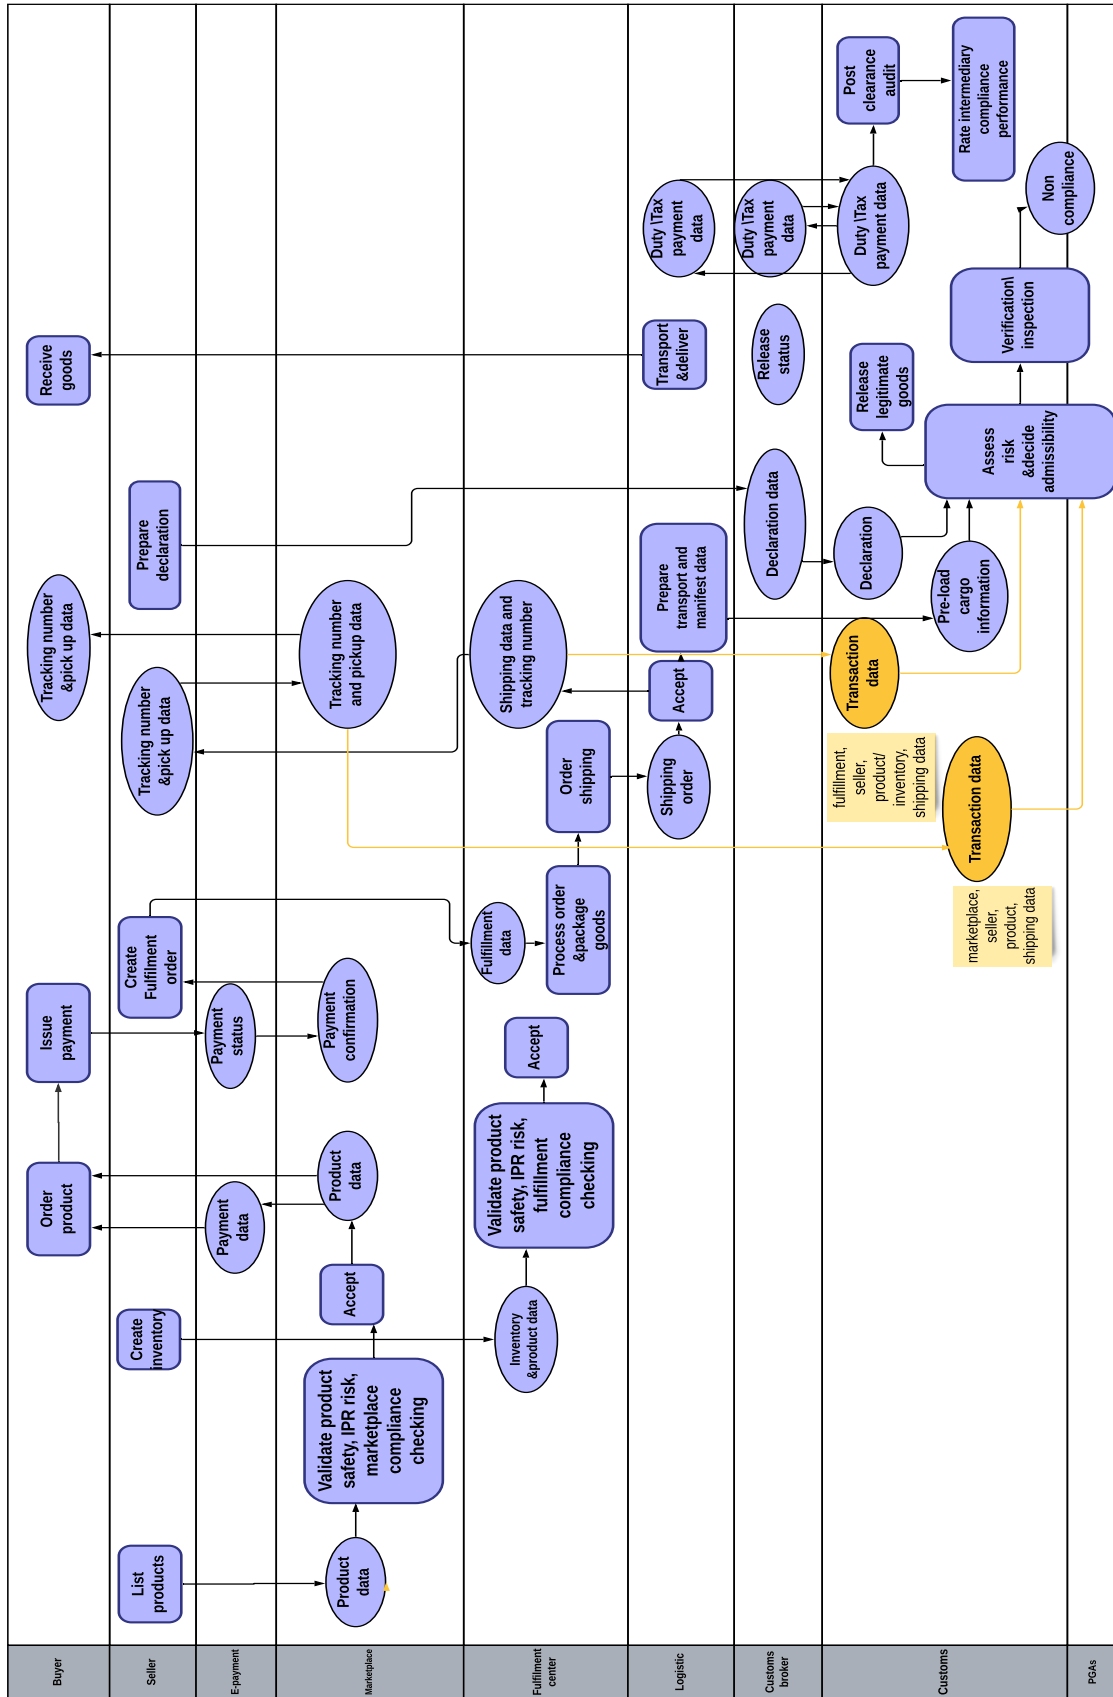 Buyer
Order
product
Issue
payment
Tracking number
&pick up data
Receive
goods
Seller
List
products
Create
inventory
Create
Fulfilment
order
Tracking number
&pick up data
Prepare
declaration
E-payment
Payment
data
Payment
status
Marketplace
Product
data
Validate product
safety, IPR risk,
marketplace
compliance
checking
Accept
Product
data
Payment
confirmation
Tracking number
and pickup data
Fulfilment
center
Inventory
&product data
Validate product
safety, IPR risk,
fulfillment
compliance
checking
Accept
Fulfillment
data
Process order
&package
goods
Order
shipping
Shipping data and
tracking number
Logistic
Shipping
order
Accept
Prepare
transport and
manifest data
Transport
&deliver
Duty \Tax
payment
data
Customs
broker
Declaration data
Release
status
Duty \Tax
payment
data
Customs
marketplace,
seller,
product,
shipping data
Transaction data
fulfillment,
seller,
product/
inventory,
shipping data
Transaction
data
Declaration
Pre-load
cargo
information
Assess
risk
&decide
admissibility
Release
legitimate
goods
Verification\
inspection
Duty \Tax
payment data
Post
clearance
audit
Rate intermediary
compliance
performance
PGAs
Non
compliance